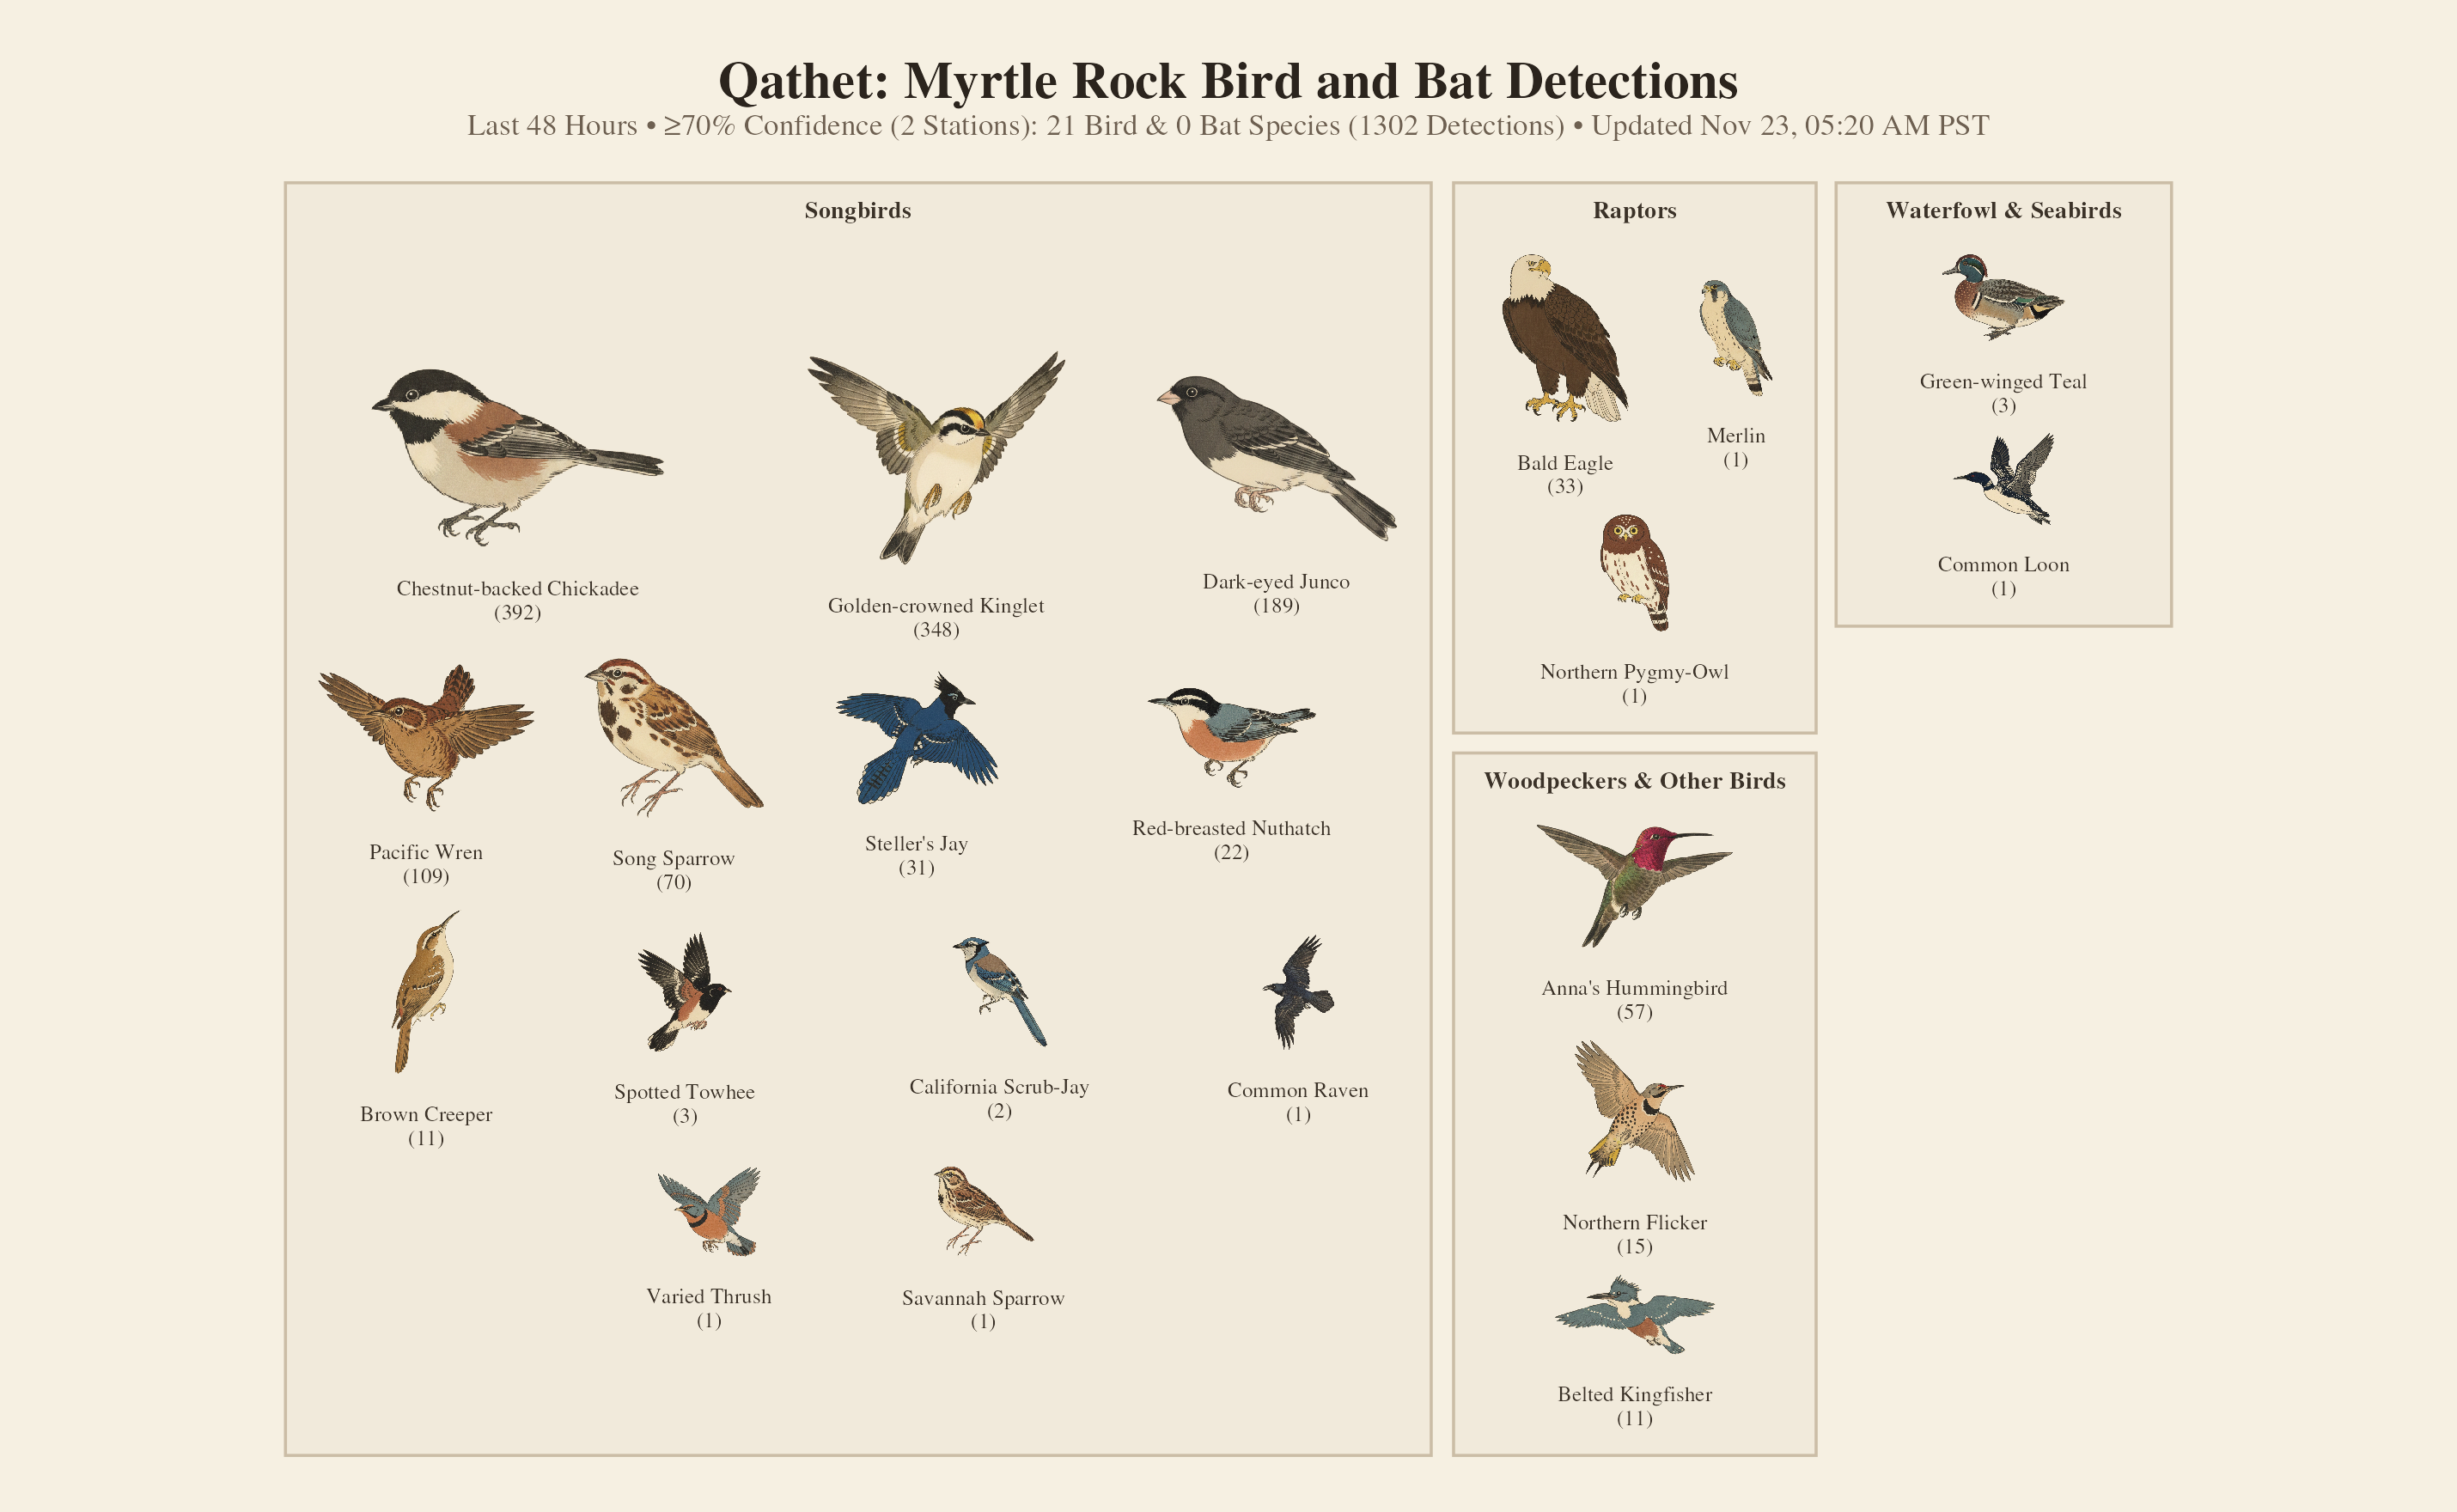 Qathet: Myrtle Rock Bird and Bat Detections
Last 48 Hours • ≥70% Confidence (2 Stations): 21 Bird & 0 Bat Species (1302 Detections) • Updated Nov 23, 05:20 AM PST
Songbirds
Chestnut-backed Chickadee
(392)
Golden-crowned Kinglet
(348)
Dark-eyed Junco
(189)
Pacific Wren
(109)
Song Sparrow
(70)
Steller's Jay
(31)
Red-breasted Nuthatch
(22)
Brown Creeper
(11)
Spotted Towhee
(3)
California Scrub-Jay
(2)
Common Raven
(1)
Varied Thrush
(1)
Savannah Sparrow
(1)
Raptors
Bald Eagle
(33)
Merlin
(1)
Northern Pygmy-Owl
(1)
Woodpeckers & Other Birds
Anna's Hummingbird
(57)
Northern Flicker
(15)
Belted Kingfisher
(11)
Waterfowl & Seabirds
Green-winged Teal
(3)
Common Loon
(1)